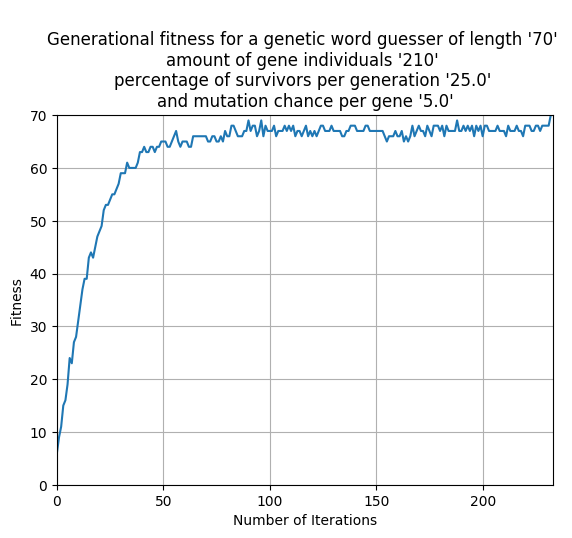 Generational fitness for a genetic word guesser of length '70'
amount of gene individuals '210'
percentage of survivors per generation '25.0'
and mutation chance per gene '5.0'
70
60
50
40
30
20
10
0
Fitness
0 50 100 150 200
Number of Iterations